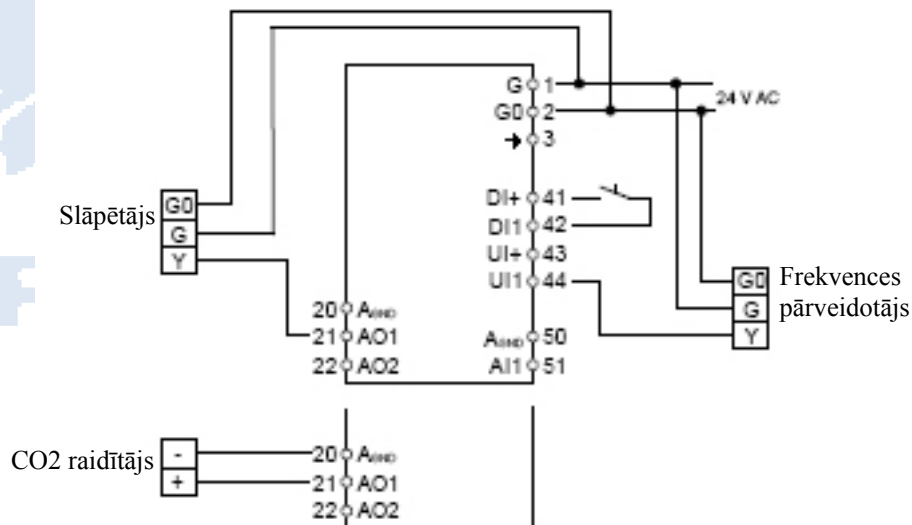 G 1
G0 2
24 V AC
➔ 3
Slāpētājs
G0
G
Y
DI+ 41
DI1 42
UI+ 43
UI1 44
G0
G
Y
Frekvences
pārveidotājs
20 AGND
21 AO1
22 AO2
AGND 50
AI1 51
CO2 raidītājs
-
+
20 AGND
21 AO1
22 AO2